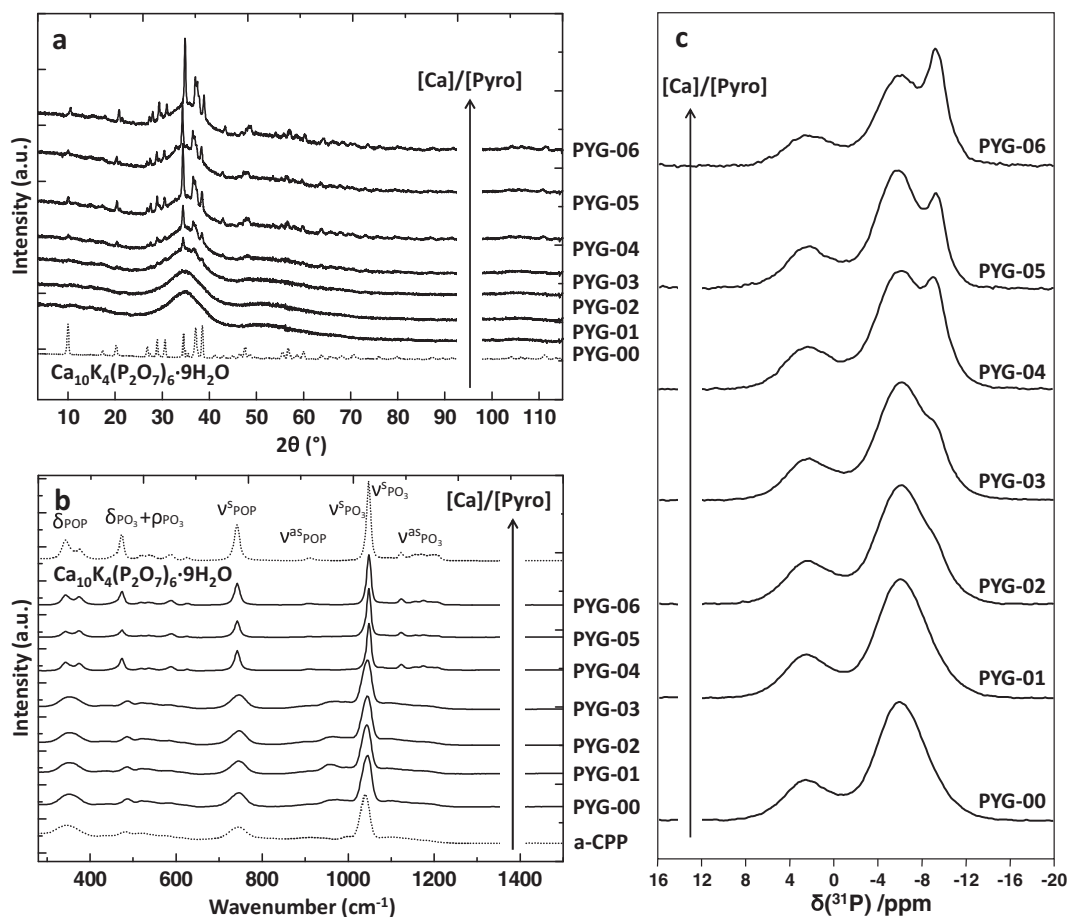 a
[Ca]/[Pyro]
PYG-06
PYG-05
PYG-04
PYG-03
PYG-02
PYG-01
PYG-00
Ca₁₀K₄(P₂O₇)₆·9H₂O
Intensity (a.u.)
10 20 30 40 50 60 70 80 90 100 110
2θ (°)
b
νˢPO₃
[Ca]/[Pyro]
δPOP
δPO₃+ρPO₃
νˢPOP
νᵃˢPOP
νˢPO₃
νᵃˢPO₃
Ca₁₀K₄(P₂O₇)₆·9H₂O
PYG-06
PYG-05
PYG-04
PYG-03
PYG-02
PYG-01
PYG-00
a-CPP
Intensity (a.u.)
400 600 800 1000 1200 1400
Wavenumber (cm⁻¹)
c
[Ca]/[Pyro]
PYG-06
PYG-05
PYG-04
PYG-03
PYG-02
PYG-01
PYG-00
16 12 8 4 0 -4 -8 -12 -16 -20
δ(³¹P) /ppm